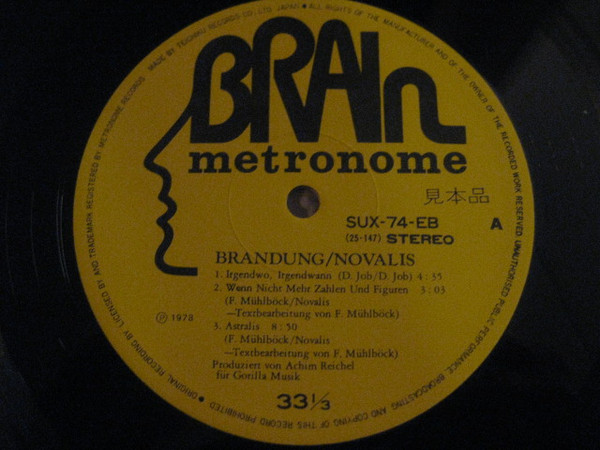 MADE BY TEICHIKU RECORDS CO., LTD. JAPAN ● ALL RIGHTS OF THE MANUFACTURER AND OF THE OWNER OF THE RECORDED WORK RESERVED UNAUTHORISED PUBLIC PERFORMANCE, BROADCASTING AND COPYING OF THIS RECORD PROHIBITED ● ORIGINAL RECORDING BY LICENSED BY AND TRADEMARK REGISTERED BY METRONOME RECORDS
BRAIN
metronome
見本品
SUX-74-EB A
(25-147) STEREO
BRANDUNG/NOVALIS
1. Irgendwo, Irgendwann (D. Job/D. Job) 4:35
2. Wenn Nicht Mehr Zahlen Und Figuren 3:03
(F. Mühlböck/Novalis
—Textbearbeitung von F. Mühlböck)
℗ 1978
3. Astralis 8:50
(F. Mühlböck/Novalis
—Textbearbeitung von F. Mühlböck)
Produziert von Achim Reichel
für Gorilla Musik
33 1/3